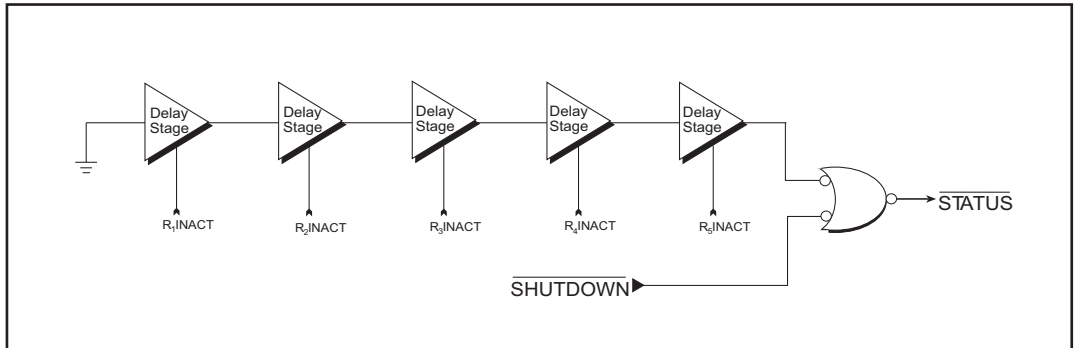 Delay
Stage
Delay
Stage
Delay
Stage
Delay
Stage
Delay
Stage
R₁INACT
R₂INACT
R₃INACT
R₄INACT
R₅INACT
STATUS
SHUTDOWN